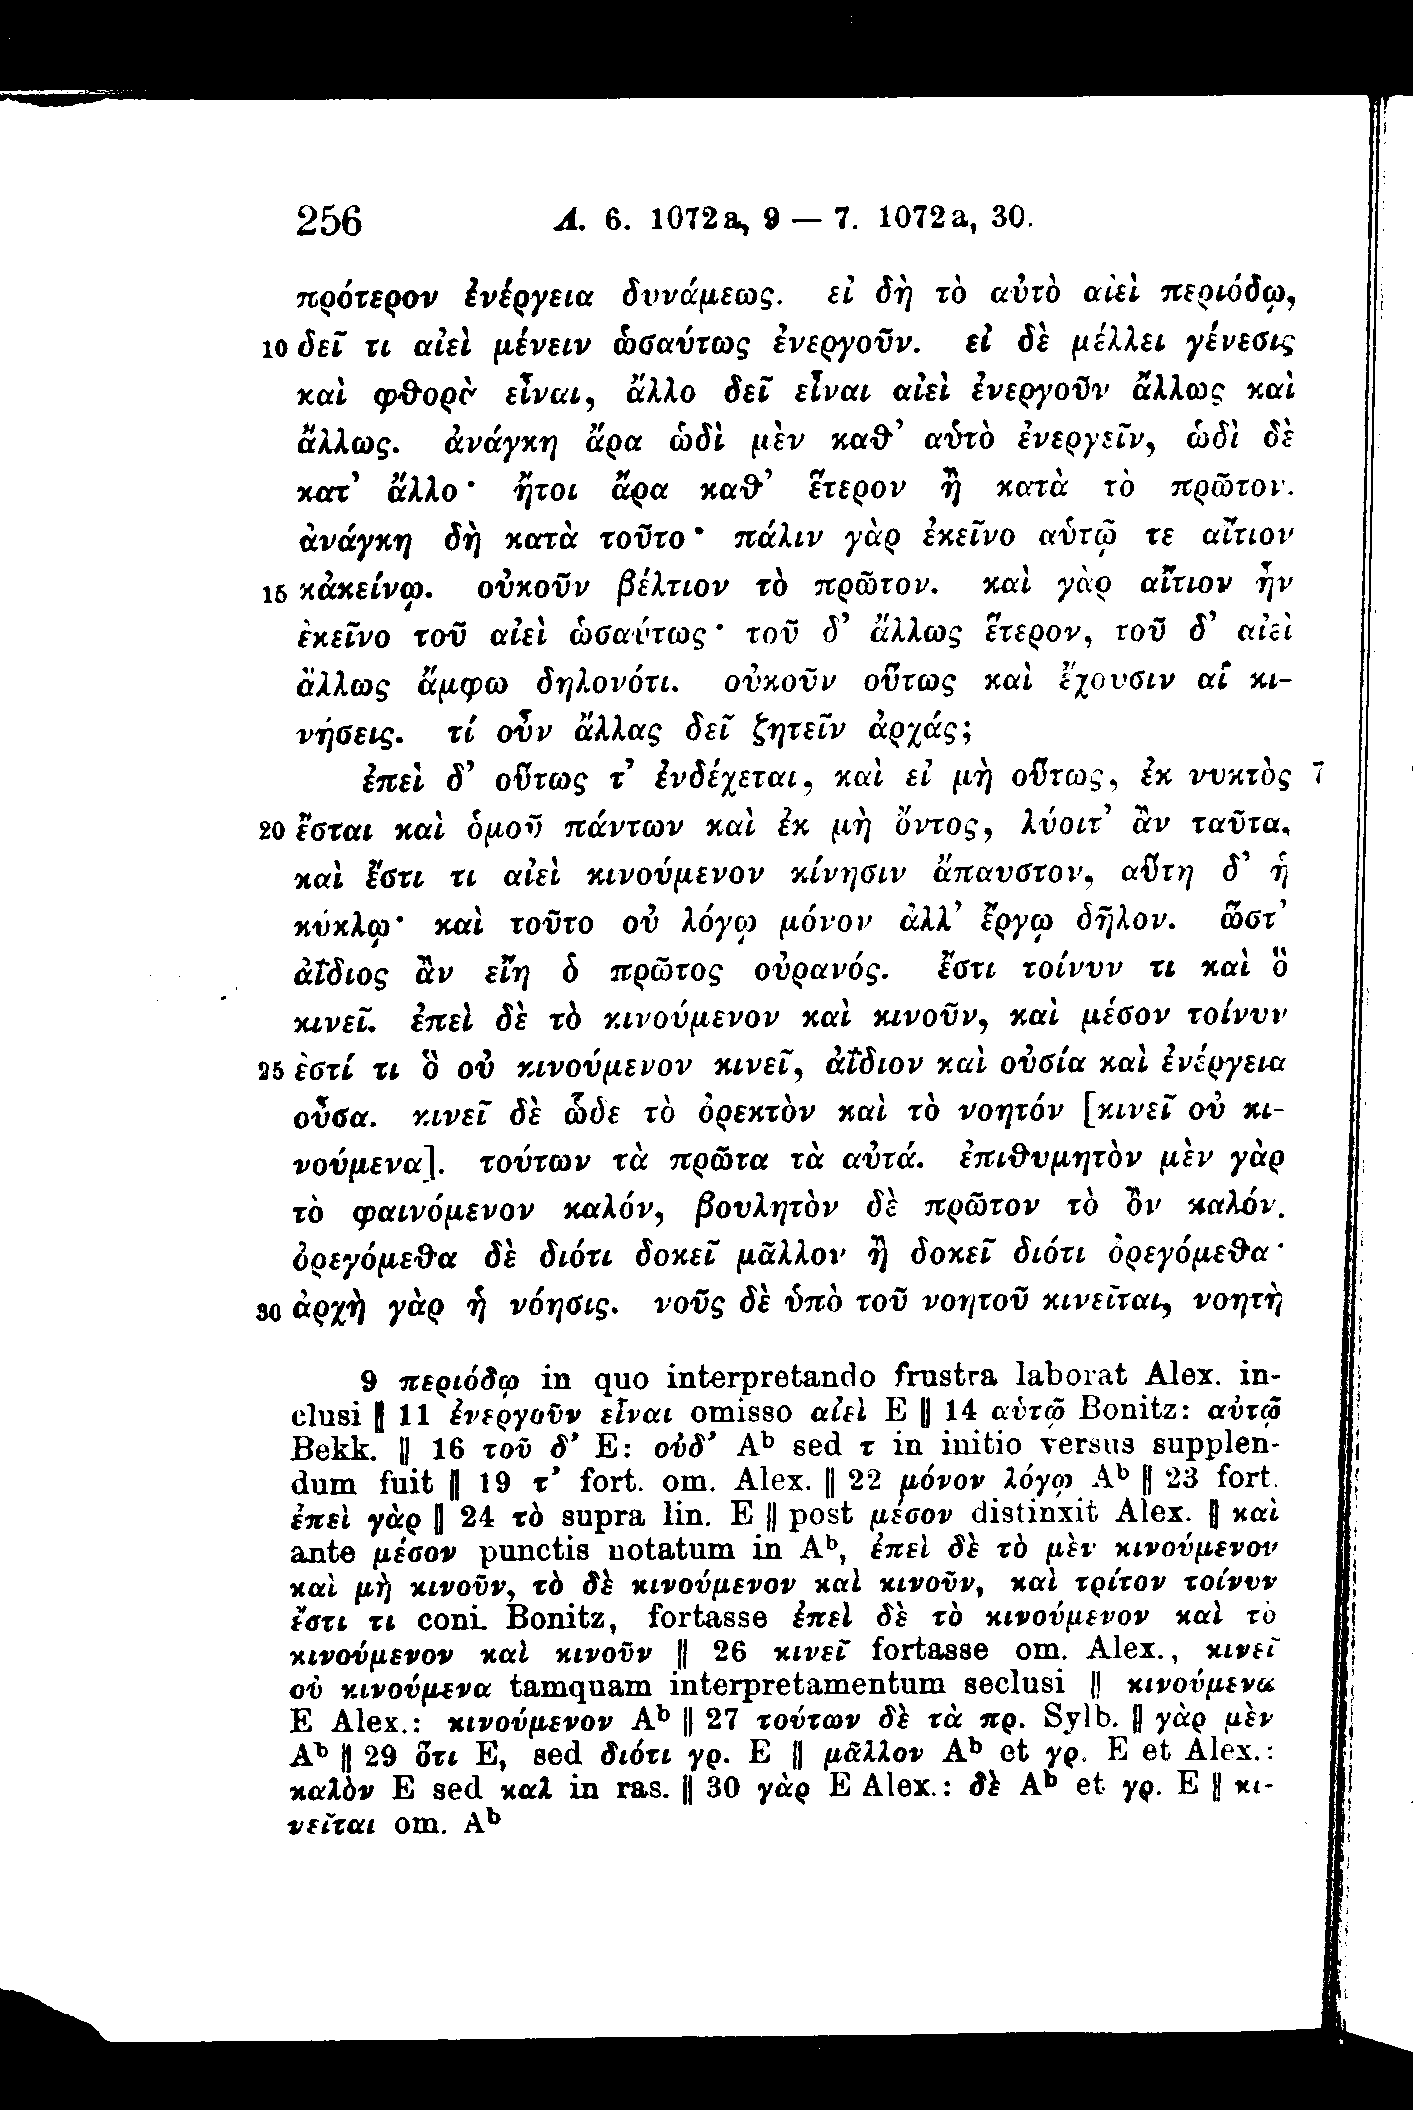 256 Λ. 6. 1072a, 9 — 7. 1072a, 30.
πρότερον ἐνέργεια δυνάμεως. εἰ δὴ τὸ αὐτὸ αἰεὶ περιόδῳ,
10 δεῖ τι αἰεὶ μένειν ὡσαύτως ἐνεργοῦν. εἰ δὲ μέλλει γένεσις
καὶ φθορὰ εἶναι, ἄλλο δεῖ εἶναι αἰεὶ ἐνεργοῦν ἄλλως καὶ
ἄλλως. ἀνάγκη ἄρα ὡδὶ μὲν καθ’ αὑτὸ ἐνεργεῖν, ὡδὶ δὲ
κατ’ ἄλλο· ἤτοι ἄρα καθ’ ἕτερον ἢ κατὰ τὸ πρῶτον.
ἀνάγκη δὴ κατὰ τοῦτο· πάλιν γὰρ ἐκεῖνο αὑτῷ τε αἴτιον
15 κἀκείνῳ. οὐκοῦν βέλτιον τὸ πρῶτον. καὶ γὰρ αἴτιον ἦν
ἐκεῖνο τοῦ αἰεὶ ὡσαύτως· τοῦ δ’ ἄλλως ἕτερον, τοῦ δ’ αἰεὶ
ἄλλως ἄμφω δηλονότι. οὐκοῦν οὕτως καὶ ἔχουσιν αἱ κι-
νήσεις. τί οὖν ἄλλας δεῖ ζητεῖν ἀρχάς;
ἐπεὶ δ’ οὕτως τ’ ἐνδέχεται, καὶ εἰ μὴ οὕτως, ἐκ νυκτὸς 7
20 ἔσται καὶ ὁμοῦ πάντων καὶ ἐκ μὴ ὄντος, λύοιτ’ ἂν ταῦτα,
καὶ ἔστι τι αἰεὶ κινούμενον κίνησιν ἄπαυστον, αὕτη δ’ ἡ
κύκλῳ· καὶ τοῦτο οὐ λόγῳ μόνον ἀλλ’ ἔργῳ δῆλον. ὥστ’
ἀΐδιος ἂν εἴη ὁ πρῶτος οὐρανός. ἔστι τοίνυν τι καὶ ὃ
κινεῖ. ἐπεὶ δὲ τὸ κινούμενον καὶ κινοῦν, καὶ μέσον τοίνυν
25 ἐστί τι ὃ οὐ κινούμενον κινεῖ, ἀΐδιον καὶ οὐσία καὶ ἐνέργεια
οὖσα. κινεῖ δὲ ὧδε τὸ ὀρεκτὸν καὶ τὸ νοητόν [κινεῖ οὐ κι-
νούμενα]. τούτων τὰ πρῶτα τὰ αὐτά. ἐπιθυμητὸν μὲν γὰρ
τὸ φαινόμενον καλόν, βουλητὸν δὲ πρῶτον τὸ ὂν καλόν.
ὀρεγόμεθα δὲ διότι δοκεῖ μᾶλλον ἢ δοκεῖ διότι ὀρεγόμεθα·
30 ἀρχὴ γὰρ ἡ νόησις. νοῦς δὲ ὑπὸ τοῦ νοητοῦ κινεῖται, νοητὴ
9 περιόδῳ in quo interpretando frustra laborat Alex. in-
clusi ‖ 11 ἐνεργοῦν εἶναι omisso αἰεὶ E ‖ 14 αὑτῷ Bonitz: αὐτῷ
Bekk. ‖ 16 τοῦ δ’ E: οὐδ’ Aᵇ sed τ in initio versus supplen-
dum fuit ‖ 19 τ’ fort. om. Alex. ‖ 22 μόνον λόγῳ Aᵇ ‖ 23 fort.
ἐπεὶ γὰρ ‖ 24 τὸ supra lin. E ‖ post μέσον distinxit Alex. ‖ καὶ
ante μέσον punctis notatum in Aᵇ, ἐπεὶ δὲ τὸ μὲν κινούμενον
καὶ μὴ κινοῦν, τὸ δὲ κινούμενον καὶ κινοῦν, καὶ τρίτον τοίνυν
ἔστι τι coni. Bonitz, fortasse ἐπεὶ δὲ τὸ κινούμενον καὶ τὸ
κινούμενον καὶ κινοῦν ‖ 26 κινεῖ fortasse om. Alex., κινεῖ
οὐ κινούμενα tamquam interpretamentum seclusi ‖ κινούμενα
E Alex.: κινούμενον Aᵇ ‖ 27 τούτων δὲ τὰ πρ. Sylb. ‖ γὰρ μὲν
Aᵇ ‖ 29 ὅτι E, sed διότι γρ. E ‖ μᾶλλον Aᵇ et γρ. E et Alex.:
καλὸν E sed καλ in ras. ‖ 30 γὰρ E Alex.: δὲ Aᵇ et γρ. E ‖ κι-
νεῖται om. Aᵇ